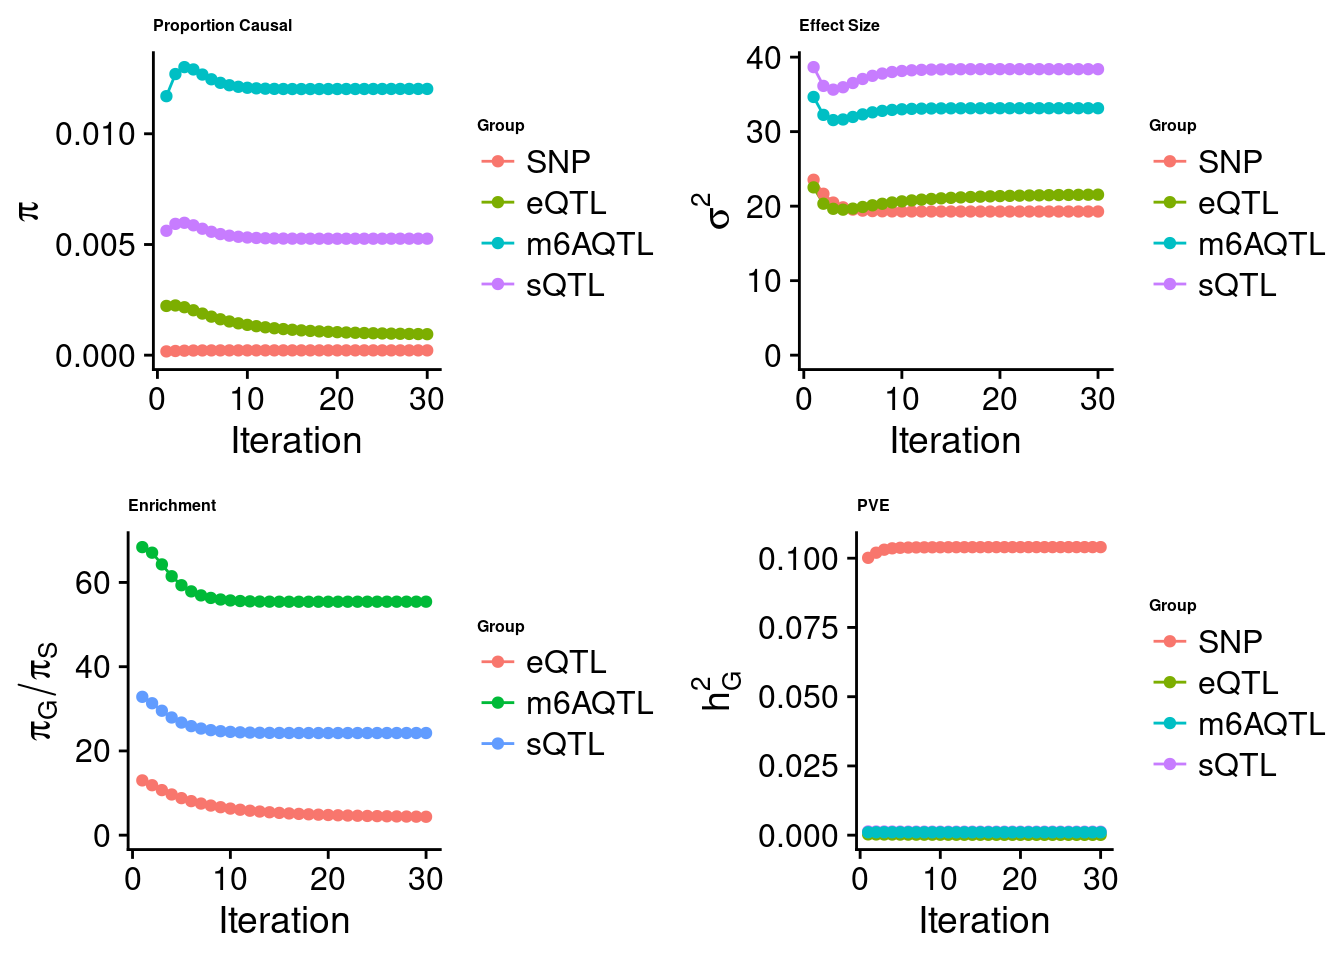 Proportion Causal
π
0.010
0.005
0.000
0 10 20 30
Iteration
Group
SNP
eQTL
m6AQTL
sQTL
Effect Size
σ²
40
30
20
10
0
0 10 20 30
Iteration
Group
SNP
eQTL
m6AQTL
sQTL
Enrichment
π_G/π_S
60
40
20
0
0 10 20 30
Iteration
Group
eQTL
m6AQTL
sQTL
PVE
h²_G
0.100
0.075
0.050
0.025
0.000
0 10 20 30
Iteration
Group
SNP
eQTL
m6AQTL
sQTL